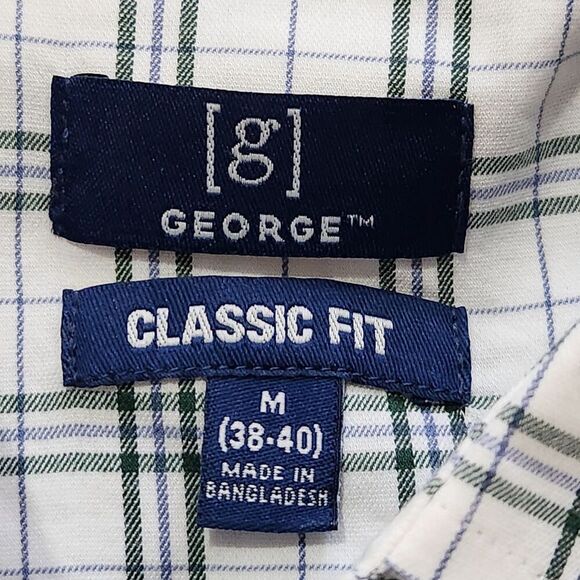 [g]
GEORGE™
CLASSIC FIT
M
(38-40)
MADE IN
BANGLADESH